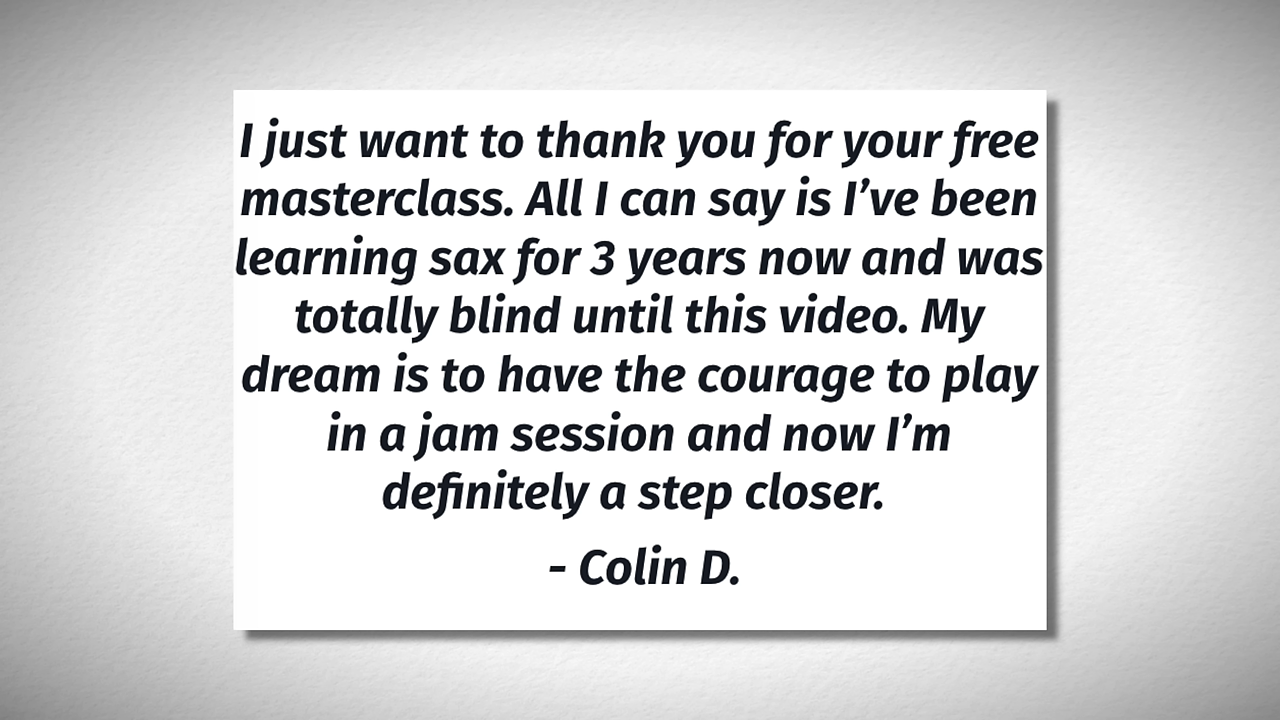 I just want to thank you for your free
masterclass. All I can say is I’ve been
learning sax for 3 years now and was
totally blind until this video. My
dream is to have the courage to play
in a jam session and now I’m
definitely a step closer.
- Colin D.